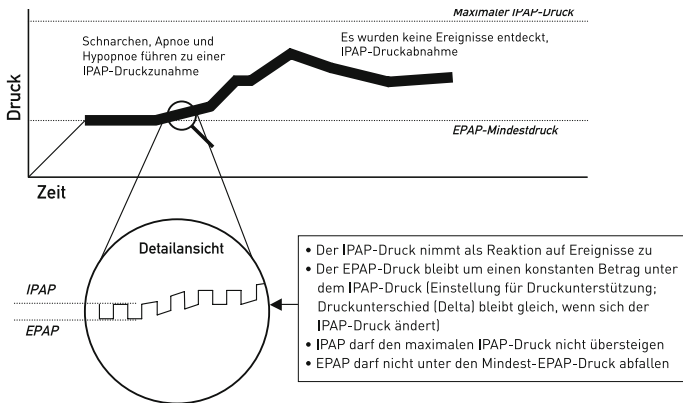 Maximaler IPAP-Druck
Schnarchen, Apnoe und
Hypopnoe führen zu einer
IPAP-Druckzunahme
Es wurden keine Ereignisse entdeckt,
IPAP-Druckabnahme
Druck
EPAP-Mindestdruck
Zeit
Detailansicht
IPAP
EPAP
• Der IPAP-Druck nimmt als Reaktion auf Ereignisse zu
• Der EPAP-Druck bleibt um einen konstanten Betrag unter
dem IPAP-Druck (Einstellung für Druckunterstützung;
Druckunterschied (Delta) bleibt gleich, wenn sich der
IPAP-Druck ändert)
• IPAP darf den maximalen IPAP-Druck nicht übersteigen
• EPAP darf nicht unter den Mindest-EPAP-Druck abfallen